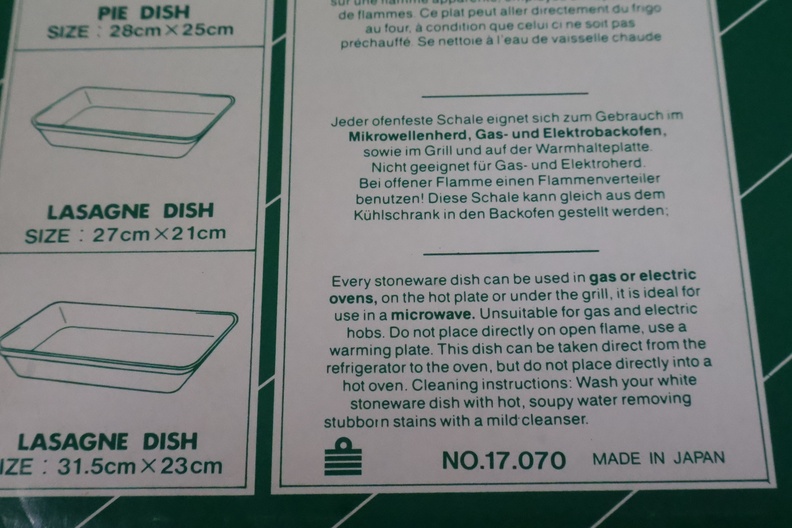 PIE DISH
SIZE : 28cm×25cm
LASAGNE DISH
SIZE : 27cm×21cm
LASAGNE DISH
IZE : 31.5cm×23cm
sur une flamme apparente,
de flammes. Ce plat peut aller directement du frigo
au four, à condition que celui ci ne soit pas
préchauffé. Se nettoie à l'eau de vaisselle chaude
Jeder ofenfeste Schale eignet sich zum Gebrauch im
Mikrowellenherd, Gas- und Elektrobackofen,
sowie im Grill und auf der Warmhalteplatte.
Nicht geeignet für Gas- und Elektroherd.
Bei offener Flamme einen Flammenverteiler
benutzen! Diese Schale kann gleich aus dem
Kühlschrank in den Backofen gestellt werden;
Every stoneware dish can be used in gas or electric
ovens, on the hot plate or under the grill, it is ideal for
use in a microwave. Unsuitable for gas and electric
hobs. Do not place directly on open flame, use a
warming plate. This dish can be taken direct from the
refrigerator to the oven, but do not place directly into a
hot oven. Cleaning instructions: Wash your white
stoneware dish with hot, soupy water removing
stubborn stains with a mild cleanser.
NO.17.070 MADE IN JAPAN